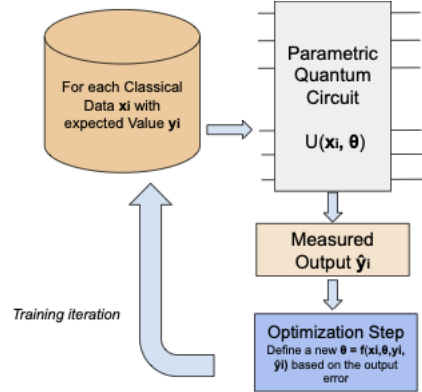 For each Classical
Data xi with
expected Value yi
Parametric
Quantum
Circuit
U(xi, θ)
Measured
Output ŷi
Training iteration
Optimization Step
Define a new θ = f(xi,θ,yi,
ŷi) based on the output
error